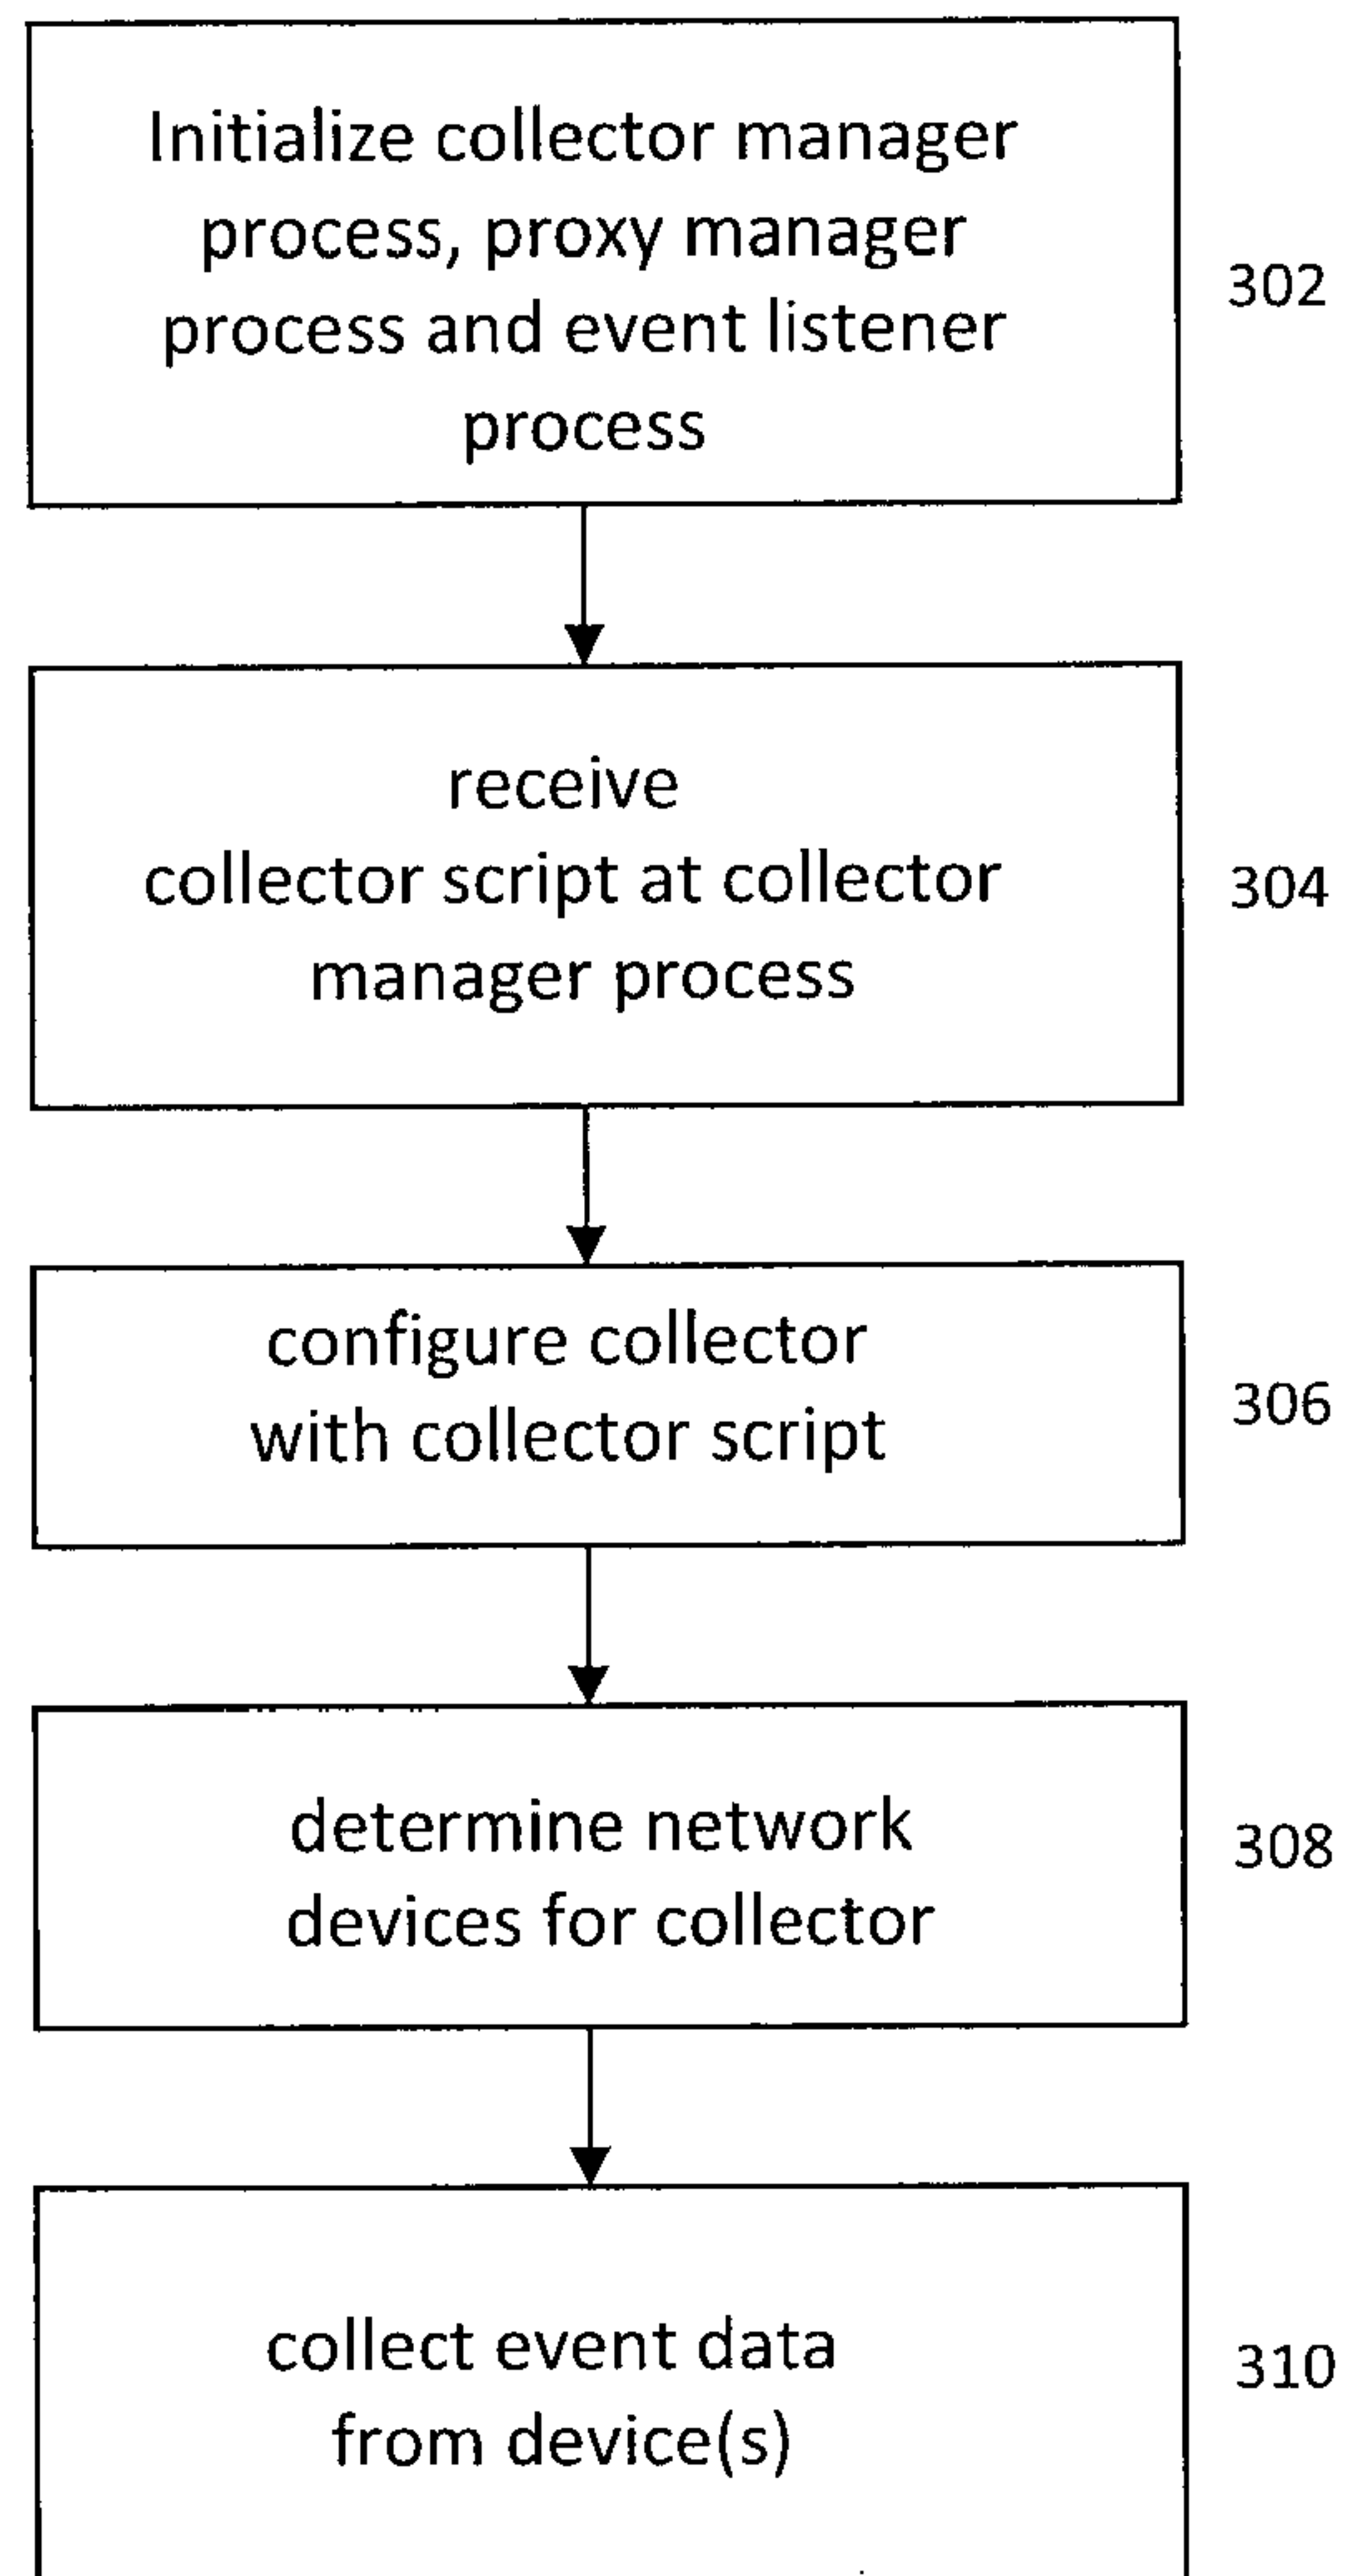 Initialize collector manager
process, proxy manager
process and event listener
process
302
receive
collector script at collector
manager process
304
configure collector
with collector script
306
determine network
devices for collector
308
collect event data
from device(s)
310